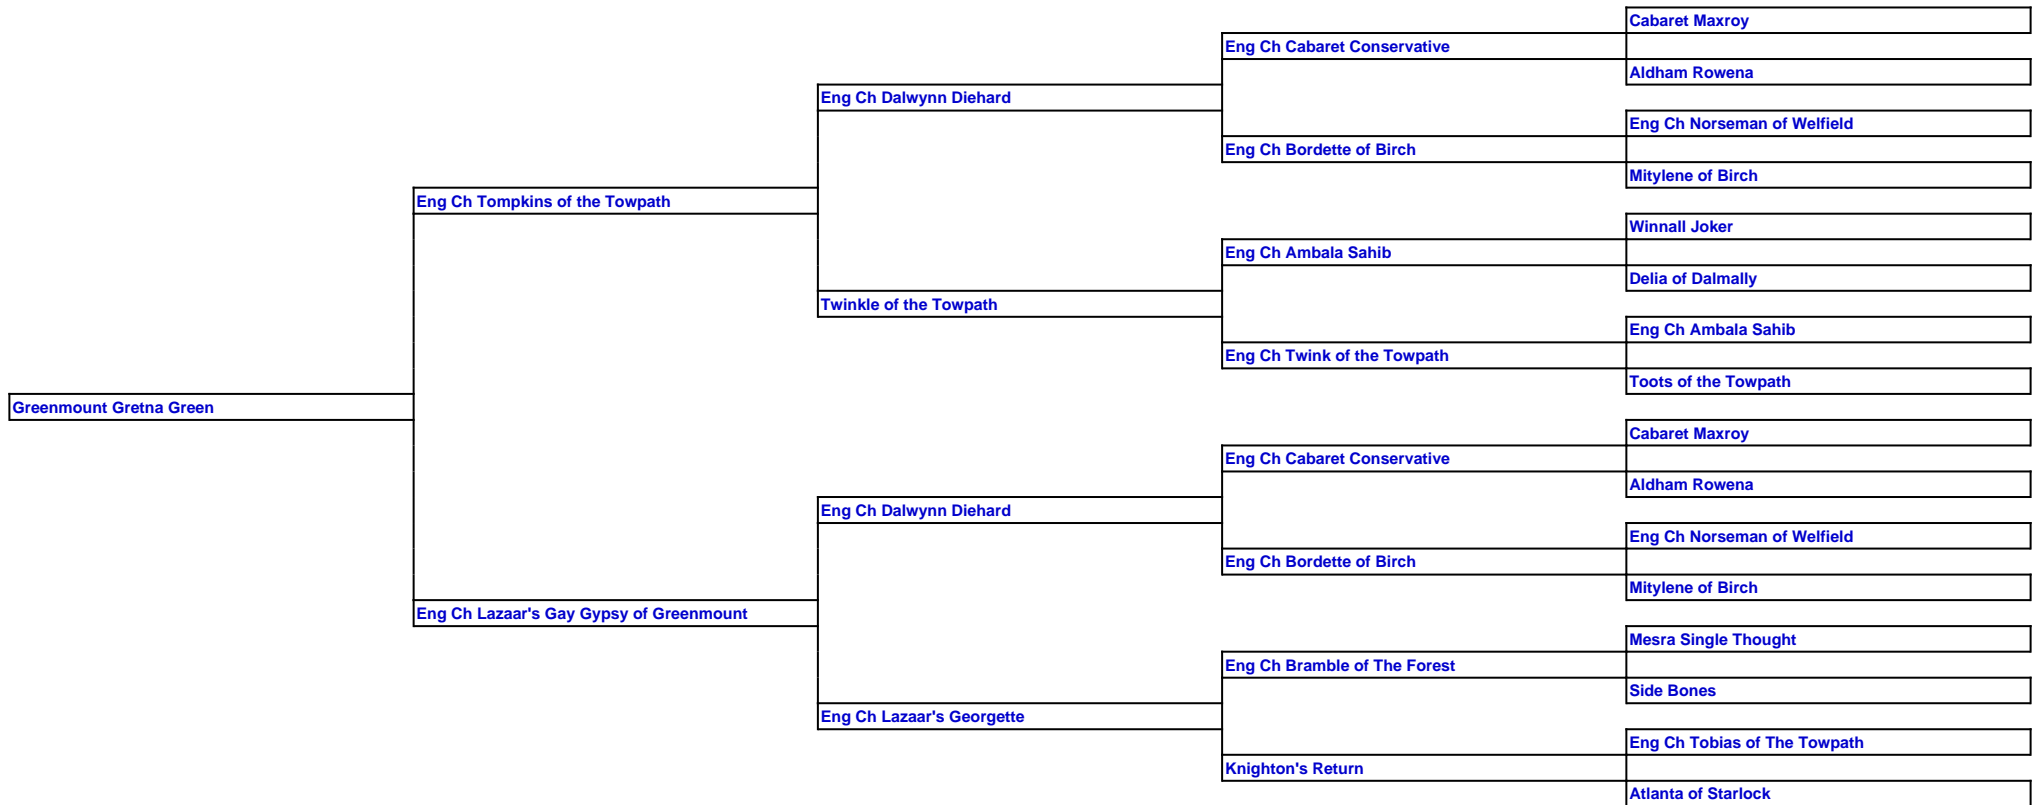 Cabaret Maxroy
Eng Ch Cabaret Conservative
Aldham Rowena
Eng Ch Dalwynn Diehard
Eng Ch Norseman of Welfield
Eng Ch Bordette of Birch
Mitylene of Birch
Eng Ch Tompkins of the Towpath
Winnall Joker
Eng Ch Ambala Sahib
Delia of Dalmally
Twinkle of the Towpath
Eng Ch Ambala Sahib
Eng Ch Twink of the Towpath
Toots of the Towpath
Greenmount Gretna Green
Cabaret Maxroy
Eng Ch Cabaret Conservative
Aldham Rowena
Eng Ch Dalwynn Diehard
Eng Ch Norseman of Welfield
Eng Ch Bordette of Birch
Mitylene of Birch
Eng Ch Lazaar's Gay Gypsy of Greenmount
Mesra Single Thought
Eng Ch Bramble of The Forest
Side Bones
Eng Ch Lazaar's Georgette
Eng Ch Tobias of The Towpath
Knighton's Return
Atlanta of Starlock